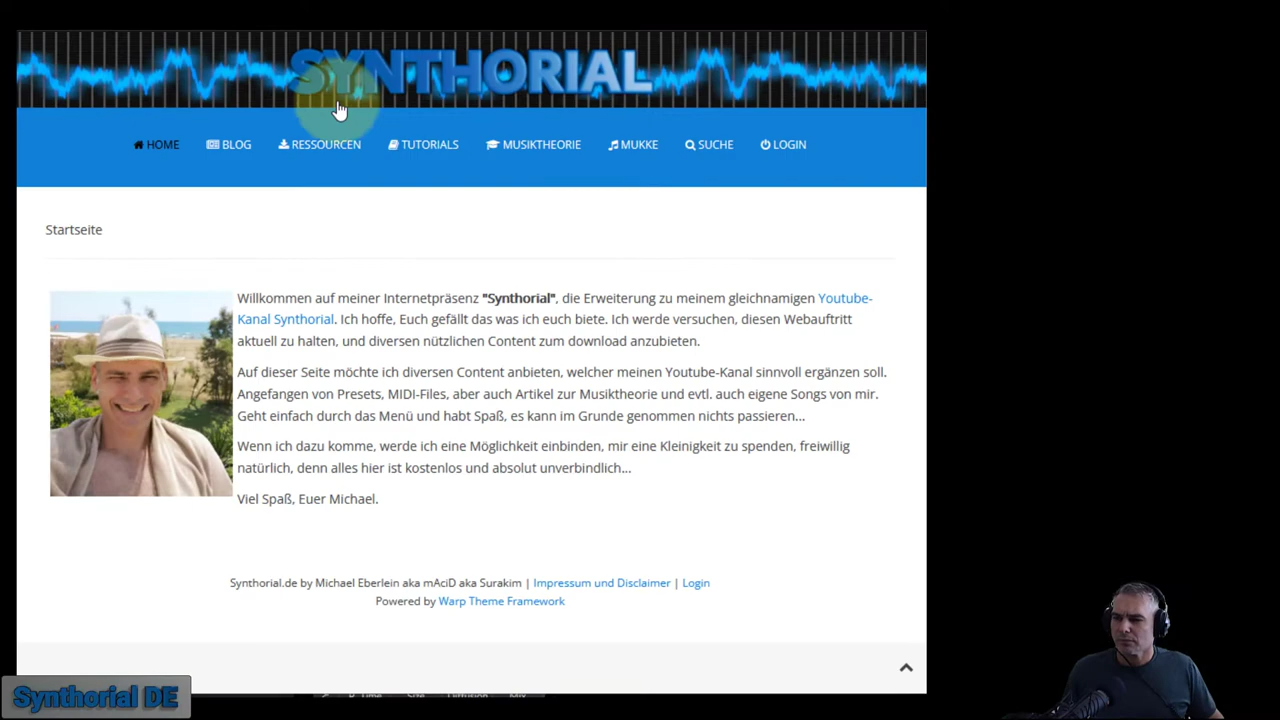 SYNTHORIAL
HOME BLOG RESSOURCEN TUTORIALS MUSIKTHEORIE MUKKE SUCHE LOGIN
Startseite
Willkommen auf meiner Internetpräsenz "Synthorial", die Erweiterung zu meinem gleichnamigen Youtube-
Kanal Synthorial. Ich hoffe, Euch gefällt das was ich euch biete. Ich werde versuchen, diesen Webauftritt
aktuell zu halten, und diversen nützlichen Content zum download anzubieten.
Auf dieser Seite möchte ich diversen Content anbieten, welcher meinen Youtube-Kanal sinnvoll ergänzen soll.
Angefangen von Presets, MIDI-Files, aber auch Artikel zur Musiktheorie und evtl. auch eigene Songs von mir.
Geht einfach durch das Menü und habt Spaß, es kann im Grunde genommen nichts passieren...
Wenn ich dazu komme, werde ich eine Möglichkeit einbinden, mir eine Kleinigkeit zu spenden, freiwillig
natürlich, denn alles hier ist kostenlos und absolut unverbindlich...
Viel Spaß, Euer Michael.
Synthorial.de by Michael Eberlein aka mAciD aka Surakim | Impressum und Disclaimer | Login
Powered by Warp Theme Framework
Synthorial DE